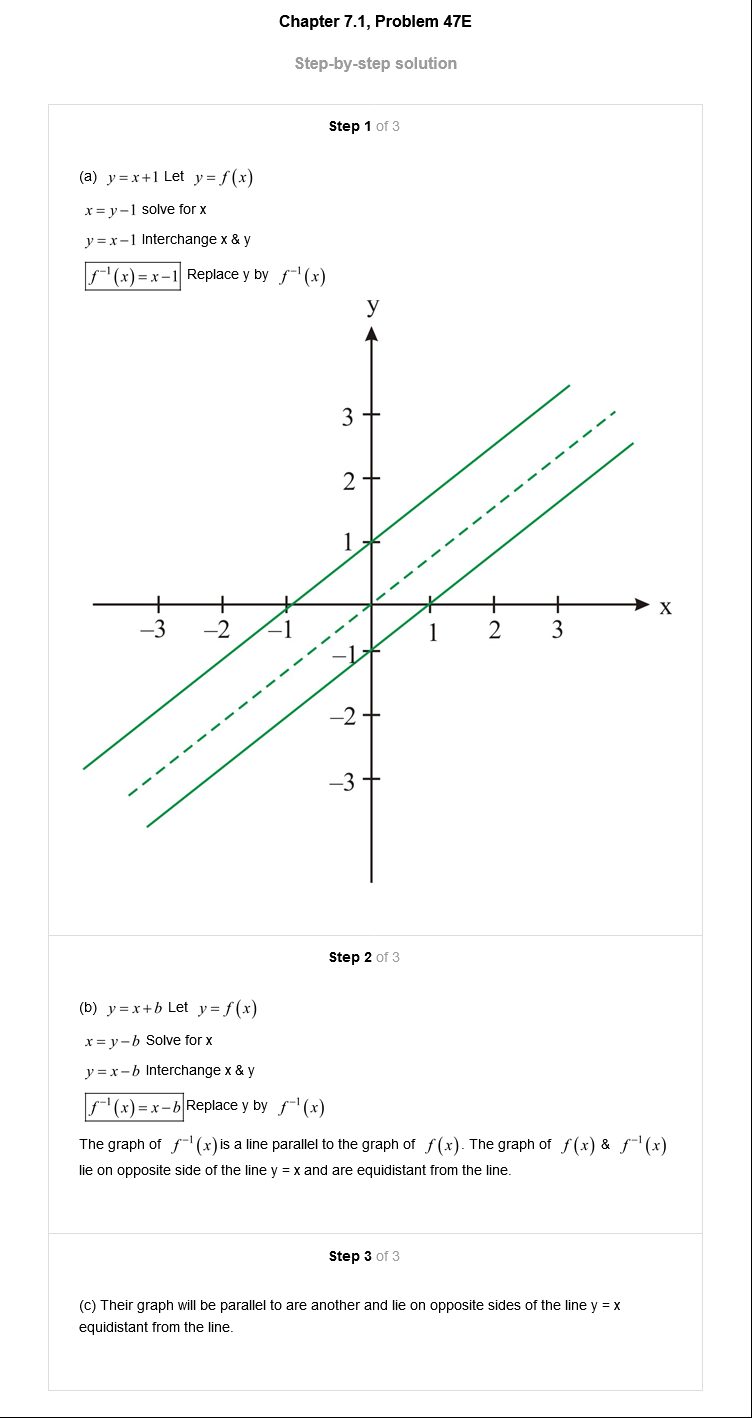 Chapter 7.1, Problem 47E
Step-by-step solution
Step 1 of 3
(a) y = x+1 Let y = f(x)
x = y−1 solve for x
y = x−1 Interchange x & y
f⁻¹(x) = x−1 Replace y by f⁻¹(x)
y
3
2
1
x
−3 −2 −1 1 2 3
−1
−2
−3
Step 2 of 3
(b) y = x+b Let y = f(x)
x = y−b Solve for x
y = x−b Interchange x & y
f⁻¹(x) = x−b Replace y by f⁻¹(x)
The graph of f⁻¹(x) is a line parallel to the graph of f(x). The graph of f(x) & f⁻¹(x)
lie on opposite side of the line y = x and are equidistant from the line.
Step 3 of 3
(c) Their graph will be parallel to are another and lie on opposite sides of the line y = x
equidistant from the line.